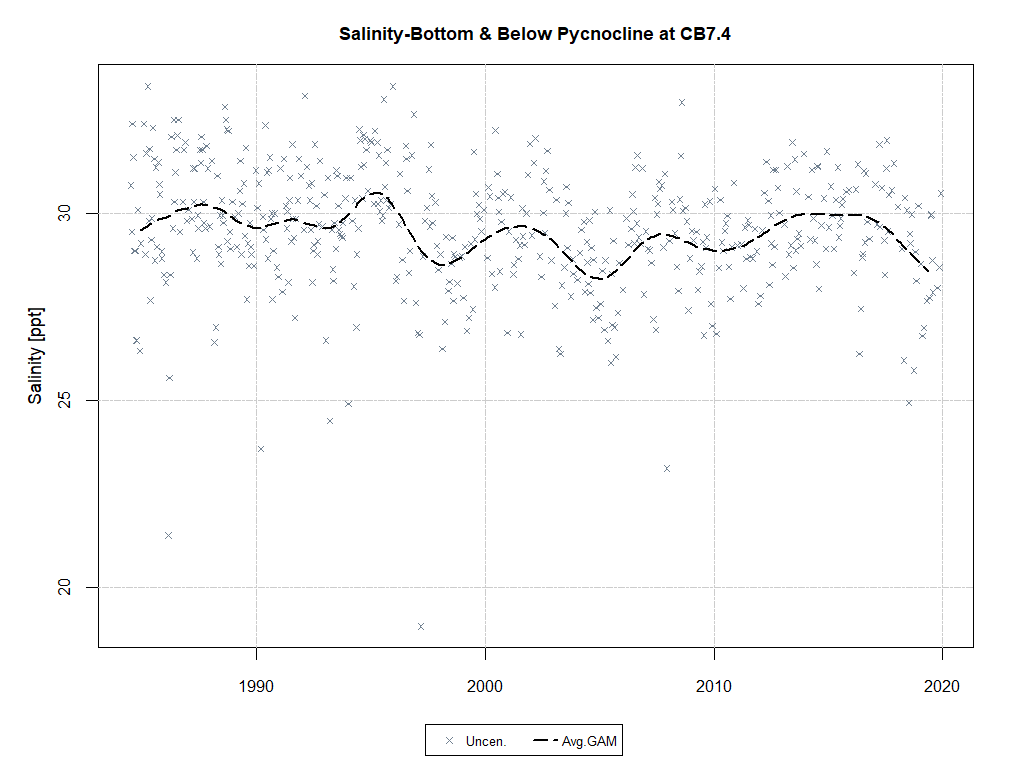 Salinity-Bottom & Below Pycnocline at CB7.4
Salinity [ppt]
30
25
20
1990 2000 2010 2020
Uncen. Avg.GAM